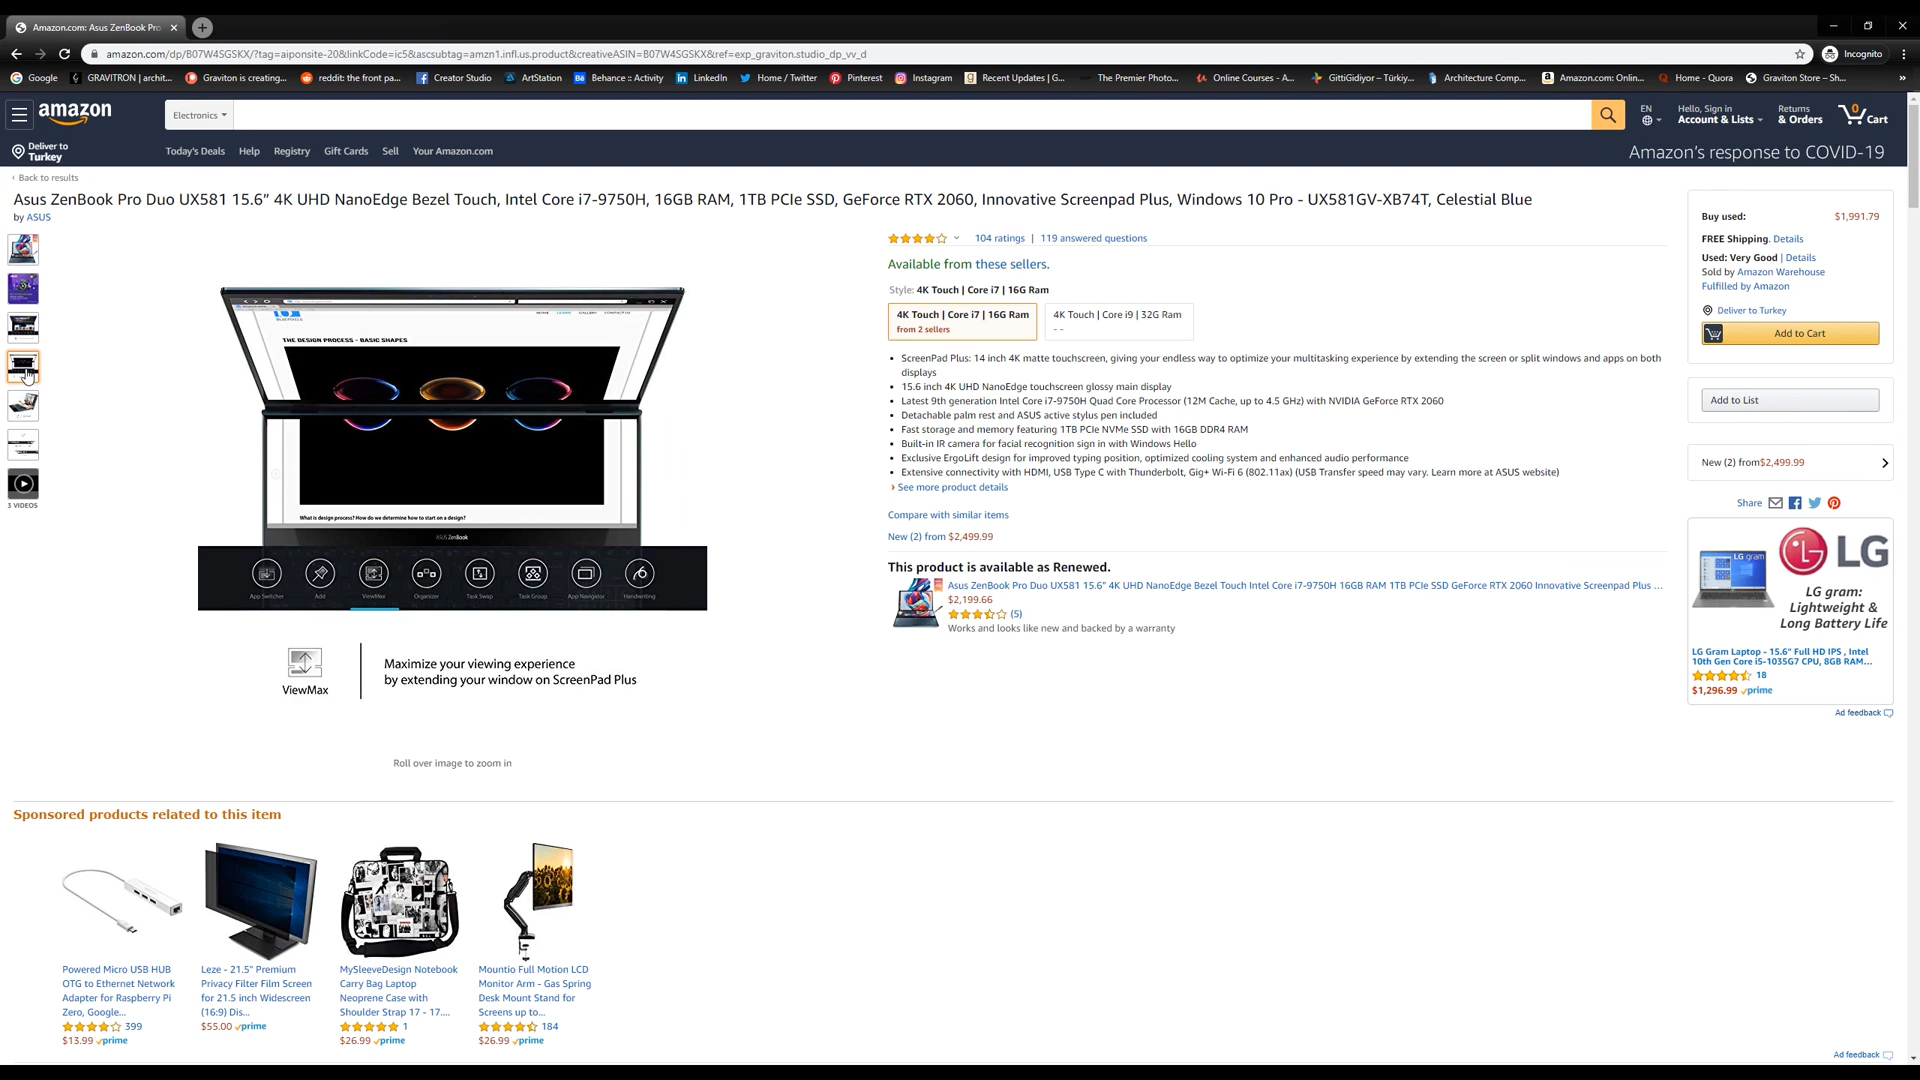 Amazon.com: Asus ZenBook Pro
amazon.com/dp/B07W4SGSKX/?tag=aiponsite-20&linkCode=ic5&ascsubtag=amzn1.infl.us.product&creativeASIN=B07W4SGSKX&ref=exp_graviton.studio_dp_vv_d
Incognito
Google
GRAVITRON | archit...
Graviton is creating...
reddit: the front pa...
Creator Studio
ArtStation
Behance :: Activity
LinkedIn
Home / Twitter
Pinterest
Instagram
Recent Updates | G...
The Premier Photo...
Online Courses - A...
GittiGidiyor – Türkiy...
Architecture Comp...
Amazon.com: Onlin...
Home - Quora
Graviton Store – Sh...
amazon
Electronics
EN
Hello, Sign in
Account & Lists
Returns
& Orders
0
Cart
Deliver to
Turkey
Today's Deals
Help
Registry
Gift Cards
Sell
Your Amazon.com
Amazon's response to COVID-19
‹ Back to results
Asus ZenBook Pro Duo UX581 15.6” 4K UHD NanoEdge Bezel Touch, Intel Core i7-9750H, 16GB RAM, 1TB PCIe SSD, GeForce RTX 2060, Innovative Screenpad Plus, Windows 10 Pro - UX581GV-XB74T, Celestial Blue
by ASUS
3 VIDEOS
HOME
GALLERY
THE DESIGN PROCESS - BASIC SHAPES
What is design process? How do we determine how to start on a design?
ASUS ZenBook
App Switcher
Add
ViewMax
Organizer
Task Swap
Task Group
App Navigator
Handwriting
ViewMax
Maximize your viewing experience
by extending your window on ScreenPad Plus
Roll over image to zoom in
104 ratings | 119 answered questions
Available from these sellers.
Style: 4K Touch | Core i7 | 16G Ram
4K Touch | Core i7 | 16G Ram
from 2 sellers
4K Touch | Core i9 | 32G Ram
- -
• ScreenPad Plus: 14 inch 4K matte touchscreen, giving your endless way to optimize your multitasking experience by extending the screen or split windows and apps on both
displays
• 15.6 inch 4K UHD NanoEdge touchscreen glossy main display
• Latest 9th generation Intel Core i7-9750H Quad Core Processor (12M Cache, up to 4.5 GHz) with NVIDIA GeForce RTX 2060
• Detachable palm rest and ASUS active stylus pen included
• Fast storage and memory featuring 1TB PCIe NVMe SSD with 16GB DDR4 RAM
• Built-in IR camera for facial recognition sign in with Windows Hello
• Exclusive ErgoLift design for improved typing position, optimized cooling system and enhanced audio performance
• Extensive connectivity with HDMI, USB Type C with Thunderbolt, Gig+ Wi-Fi 6 (802.11ax) (USB Transfer speed may vary. Learn more at ASUS website)
› See more product details
Compare with similar items
New (2) from $2,499.99
This product is available as Renewed.
Asus ZenBook Pro Duo UX581 15.6” 4K UHD NanoEdge Bezel Touch Intel Core i7-9750H 16GB RAM 1TB PCIe SSD GeForce RTX 2060 Innovative Screenpad Plus ...
$2,199.66
(5)
Works and looks like new and backed by a warranty
Buy used:
$1,991.79
FREE Shipping. Details
Used: Very Good | Details
Sold by Amazon Warehouse
Fulfilled by Amazon
Deliver to Turkey
Add to Cart
Add to List
New (2) from$2,499.99
Share
LG gram
LG
LG gram:
Lightweight &
Long Battery Life
LG Gram Laptop - 15.6" Full HD IPS , Intel
10th Gen Core i5-1035G7 CPU, 8GB RAM...
18
$1,296.99 prime
Ad feedback
Sponsored products related to this item
Powered Micro USB HUB
OTG to Ethernet Network
Adapter for Raspberry Pi
Zero, Google...
399
$13.99 prime
Leze - 21.5" Premium
Privacy Filter Film Screen
for 21.5 inch Widescreen
(16:9) Dis...
$55.00 prime
MySleeveDesign Notebook
Carry Bag Laptop
Neoprene Case with
Shoulder Strap 17 - 17....
1
$26.99 prime
Mountio Full Motion LCD
Monitor Arm - Gas Spring
Desk Mount Stand for
Screens up to...
184
$26.99 prime
Ad feedback